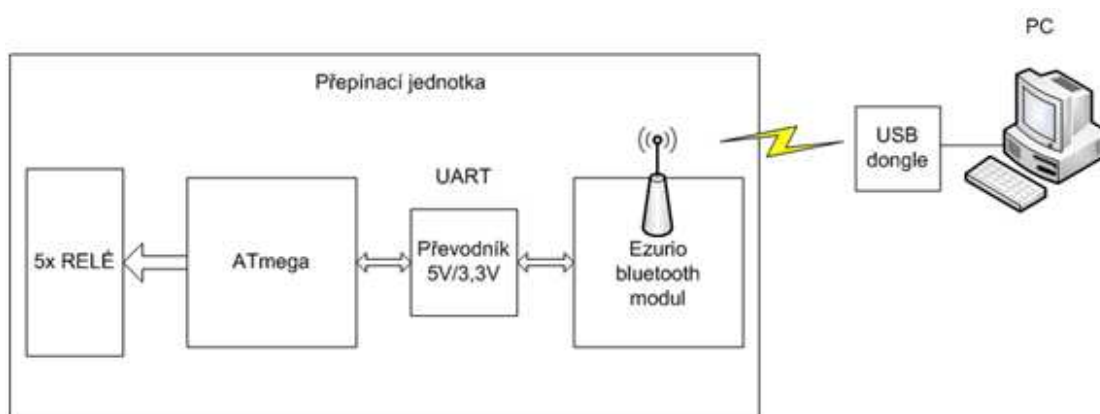 PC
Přepínací jednotka
USB
dongle
UART
5x RELÉ
ATmega
Převodník
5V/3,3V
Ezurio
bluetooth
modul